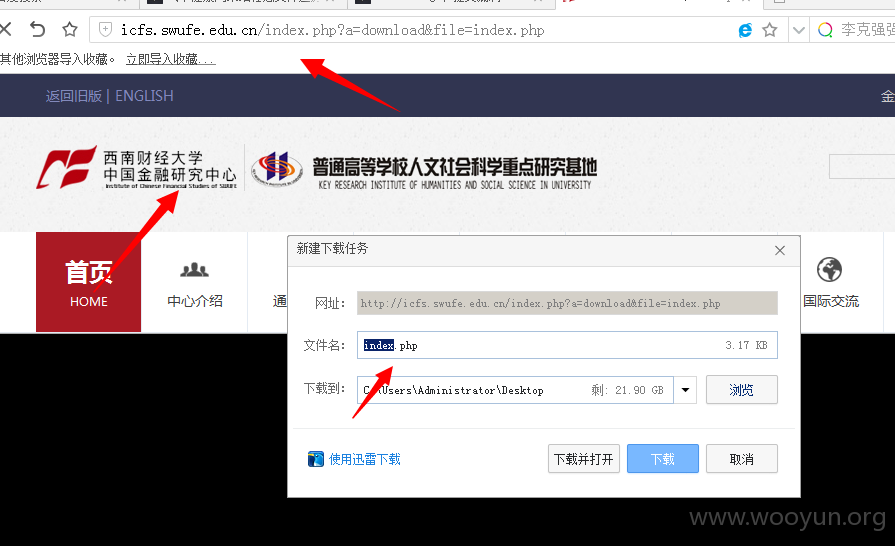 icfs.swufe.edu.cn/index.php?a=download&file=index.php
李克强强
其他浏览器导入收藏。 立即导入收藏...
返回旧版 | ENGLISH
金
西南财经大学
中国金融研究中心
Institute of Chinese Financial Studies of SWUFE
普通高等学校人文社会科学重点研究基地
KEY RESEARCH INSTITUTE OF HUMANITIES AND SOCIAL SCIENCE IN UNIVERSITY
首页
HOME
中心介绍
通
国际交流
新建下载任务
网址: http://icfs.swufe.edu.cn/index.php?a=download&file=index.php
文件名: index.php 3.17 KB
下载到: C:\Users\Administrator\Desktop 剩: 21.90 GB 浏览
使用迅雷下载 下载并打开 下载 取消
www.wooyun.org